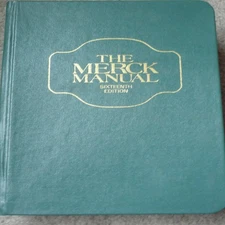 THE
MERCK
MANUAL
SIXTEENTH
EDITION